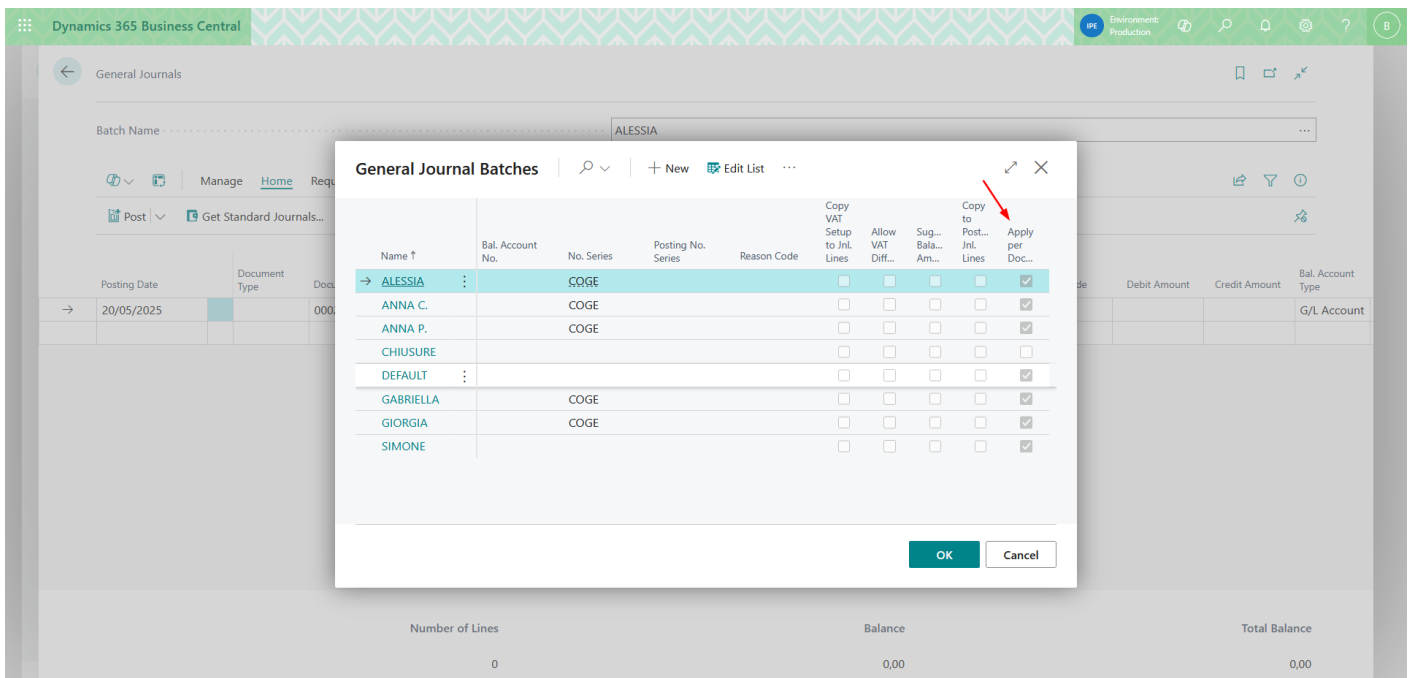 Dynamics 365 Business Central
IPE
Environment:
Production
?
B
General Journals
Batch Name
ALESSIA
...
Manage Home Requ
Post
Get Standard Journals...
Posting Date
Document
Type
Docu
de
Debit Amount
Credit Amount
Bal. Account
Type
20/05/2025
000
G/L Account
General Journal Batches
+ New
Edit List
...
Name ↑
Bal. Account
No.
No. Series
Posting No.
Series
Reason Code
Copy
VAT
Setup
to Jnl.
Lines
Allow
VAT
Diff...
Sug...
Bala...
Am...
Copy
to
Post...
Jnl.
Lines
Apply
per
Doc...
→ ALESSIA COGE
ANNA C. COGE
ANNA P. COGE
CHIUSURE
DEFAULT
GABRIELLA COGE
GIORGIA COGE
SIMONE
OK
Cancel
Number of Lines
Balance
Total Balance
0
0,00
0,00